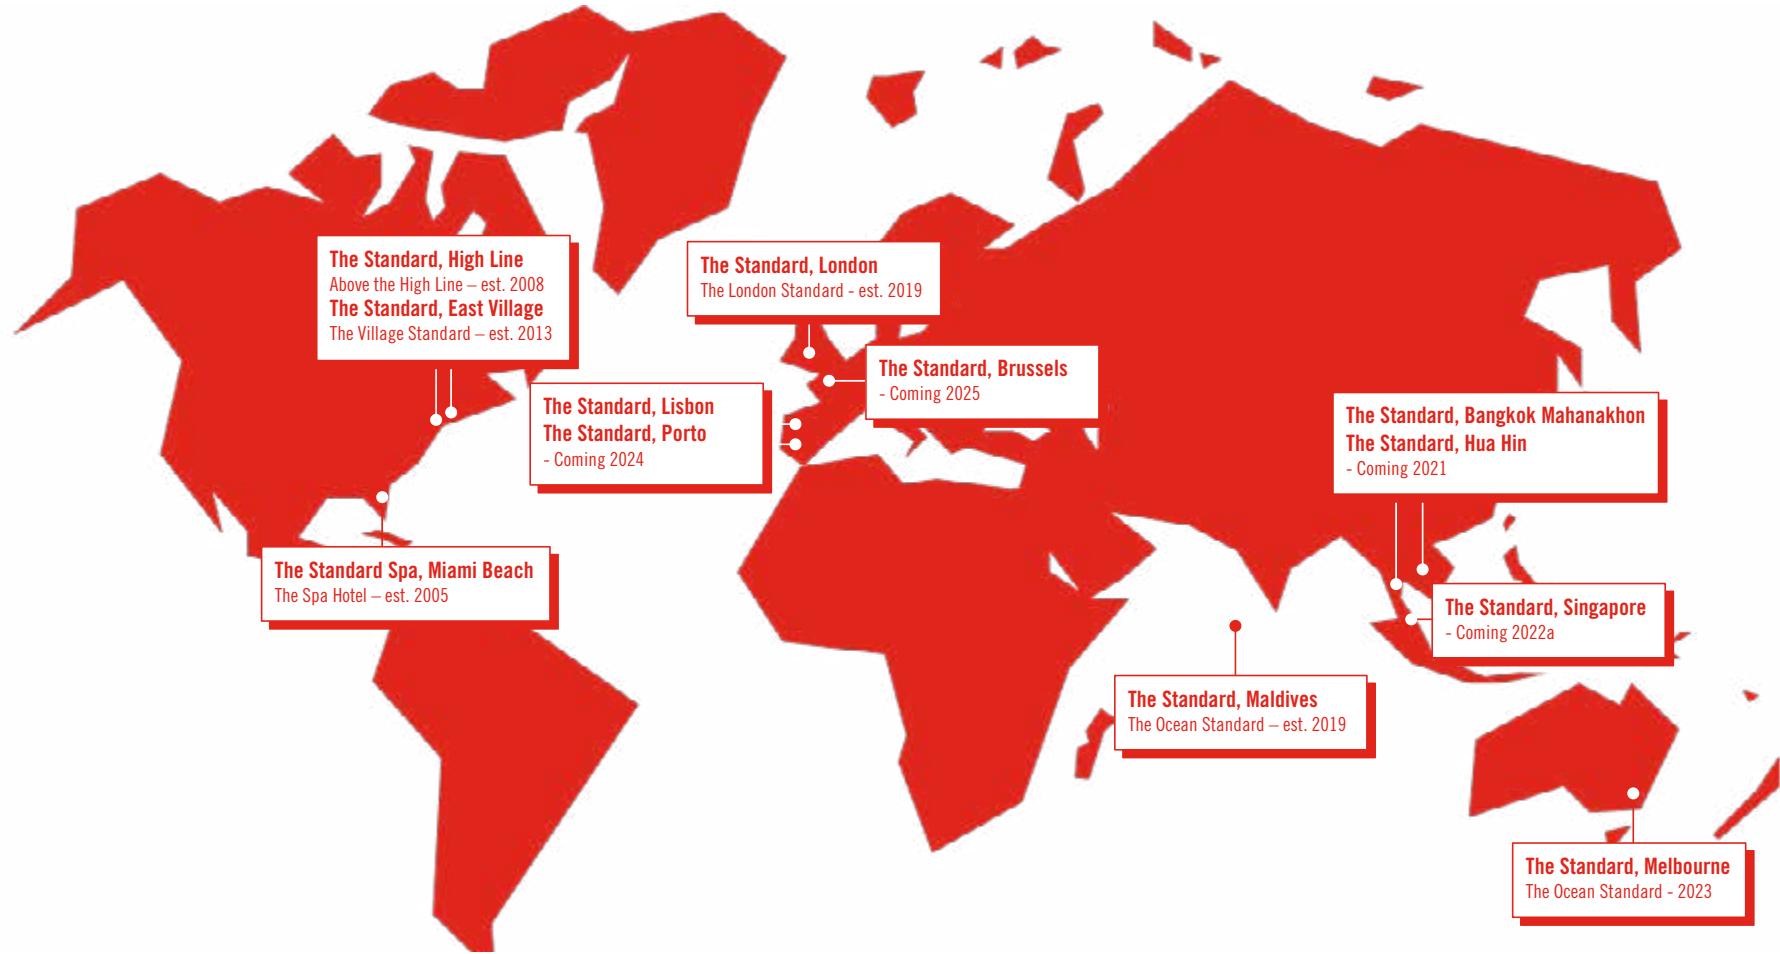 The Standard, High Line
Above the High Line – est. 2008
The Standard, East Village
The Village Standard – est. 2013
The Standard, London
The London Standard - est. 2019
The Standard, Brussels
- Coming 2025
The Standard, Lisbon
The Standard, Porto
- Coming 2024
The Standard, Bangkok Mahanakhon
The Standard, Hua Hin
- Coming 2021
The Standard Spa, Miami Beach
The Spa Hotel – est. 2005
The Standard, Singapore
- Coming 2022a
The Standard, Maldives
The Ocean Standard – est. 2019
The Standard, Melbourne
The Ocean Standard - 2023